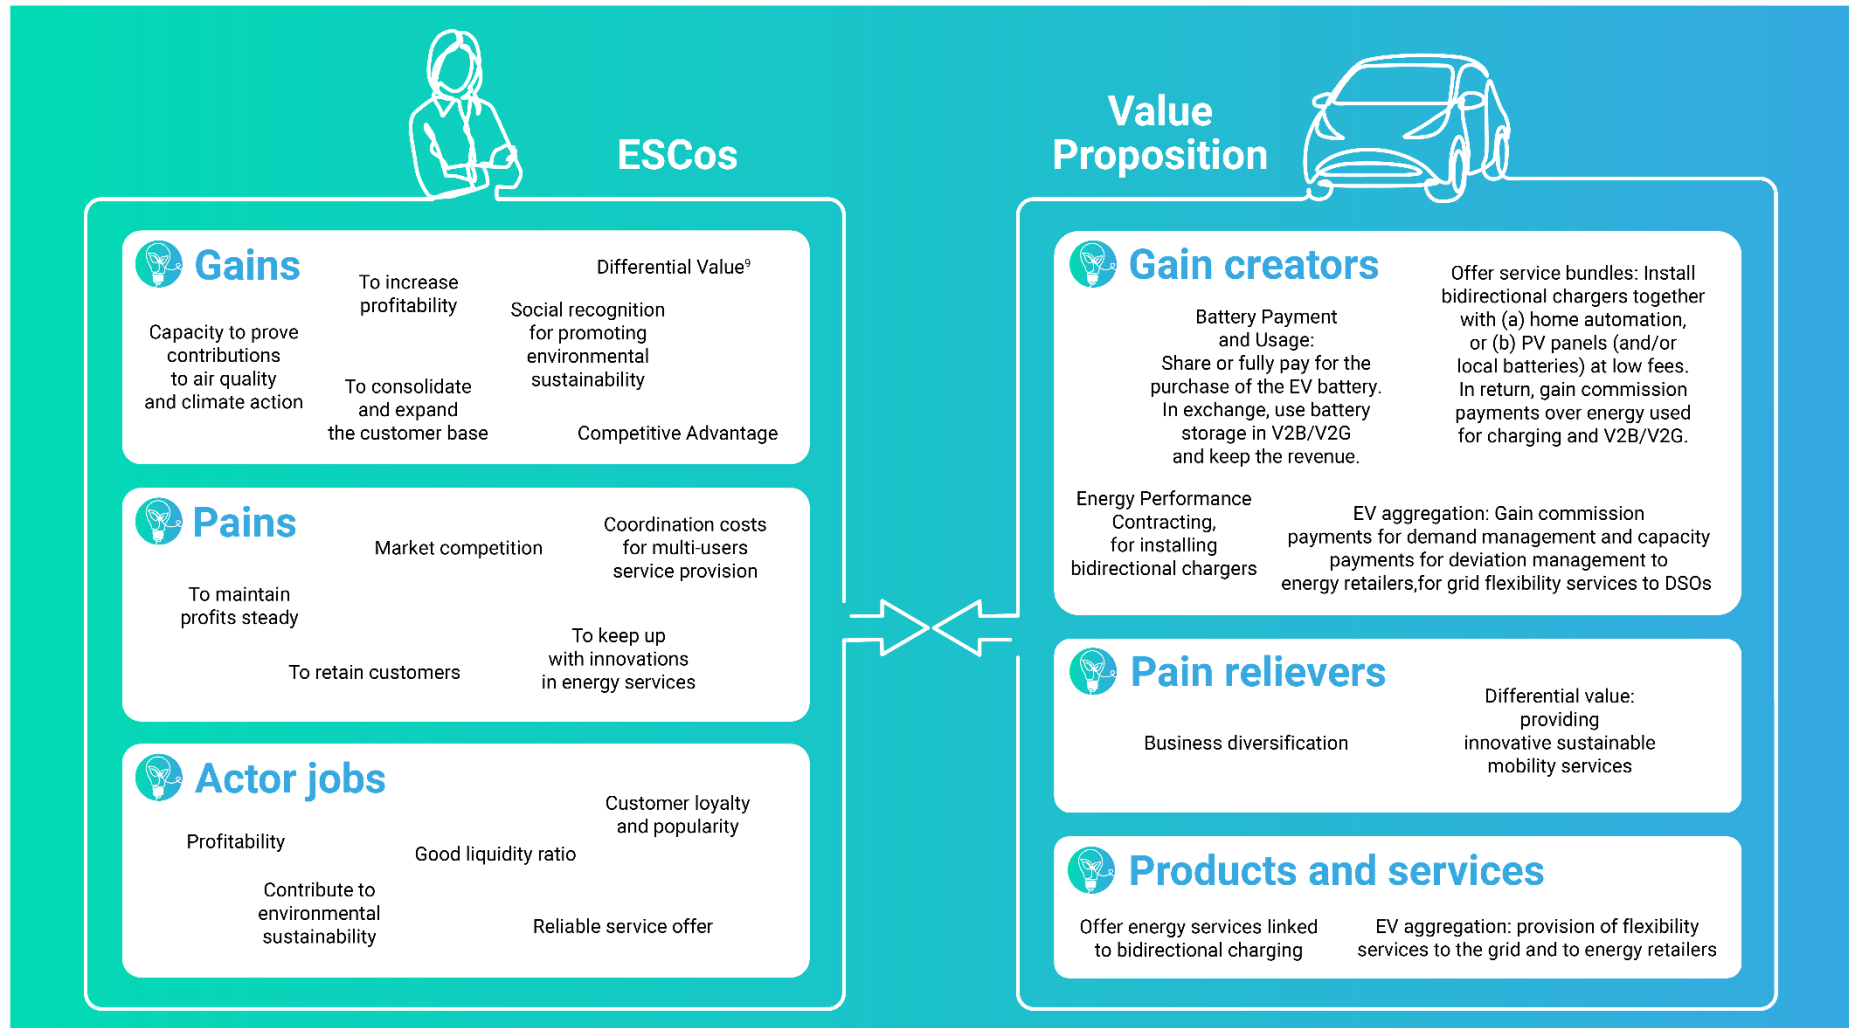 ESCos
Gains
To increase
profitability
Differential Value⁹
Capacity to prove
contributions
to air quality
and climate action
Social recognition
for promoting
environmental
sustainability
To consolidate
and expand
the customer base
Competitive Advantage
Pains
Market competition
Coordination costs
for multi-users
service provision
To maintain
profits steady
To retain customers
To keep up
with innovations
in energy services
Actor jobs
Profitability
Good liquidity ratio
Customer loyalty
and popularity
Contribute to
environmental
sustainability
Reliable service offer
Value
Proposition
Gain creators
Battery Payment
and Usage:
Share or fully pay for the
purchase of the EV battery.
In exchange, use battery
storage in V2B/V2G
and keep the revenue.
Offer service bundles: Install
bidirectional chargers together
with (a) home automation,
or (b) PV panels (and/or
local batteries) at low fees.
In return, gain commission
payments over energy used
for charging and V2B/V2G.
Energy Performance
Contracting,
for installing
bidirectional chargers
EV aggregation: Gain commission
payments for demand management and capacity
payments for deviation management to
energy retailers,for grid flexibility services to DSOs
Pain relievers
Business diversification
Differential value:
providing
innovative sustainable
mobility services
Products and services
Offer energy services linked
to bidirectional charging
EV aggregation: provision of flexibility
services to the grid and to energy retailers